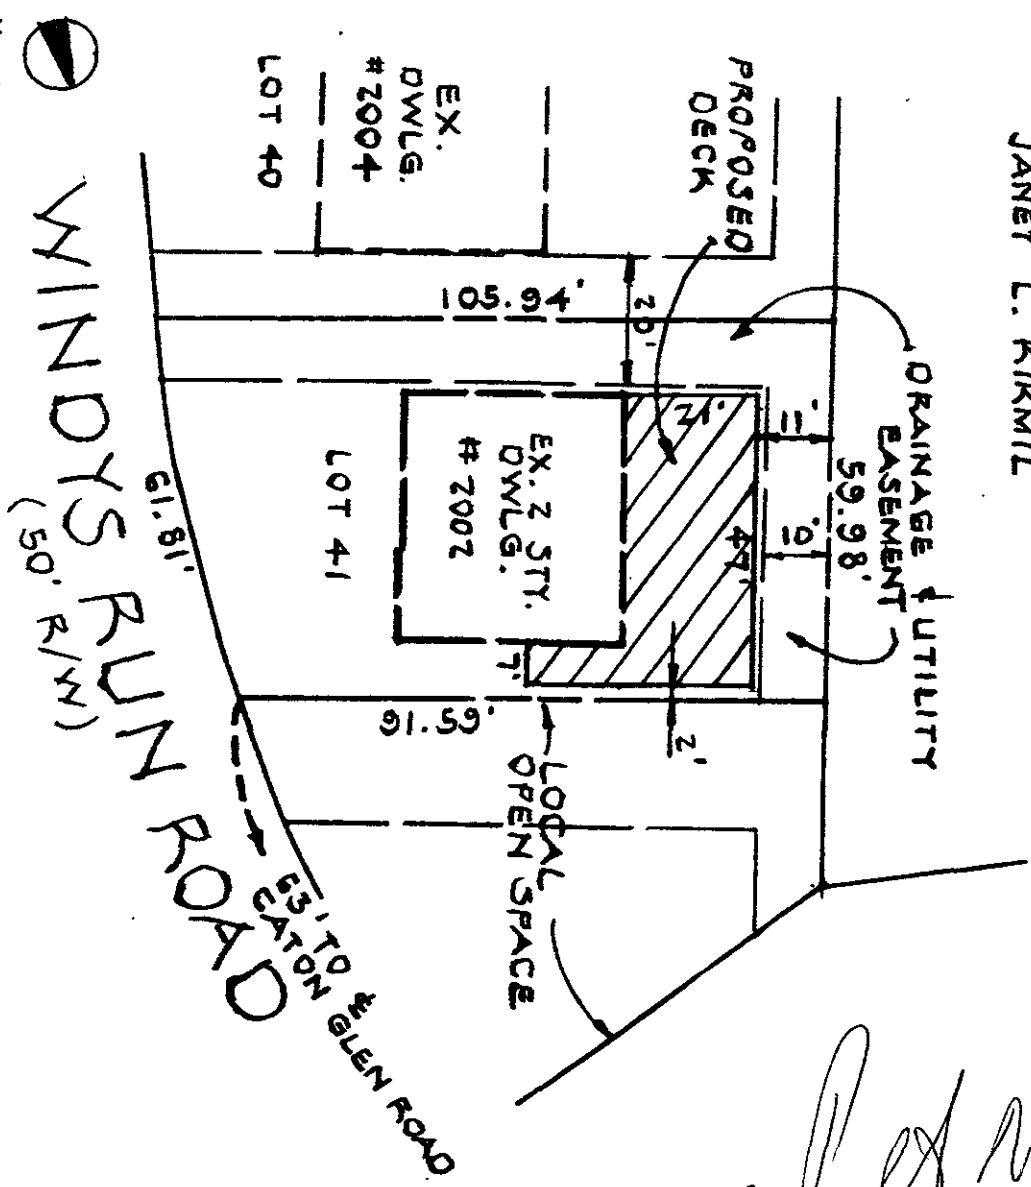 JANET L. KIRKMIL
PROPOSED
DECK
EX.
DWLG.
#2004
LOT 40
DRAINAGE & UTILITY
EASEMENT
105.94'
20'
21'
11'
10'
59.98'
47'
EX. 2 STY.
DWLG.
# 2002
LOT 41
7'
2'
91.59'
61.81'
LOCAL
OPEN SPACE
63' TO ℄
EATON GLEN ROAD
WINDYS RUN ROAD
(50' R/W)